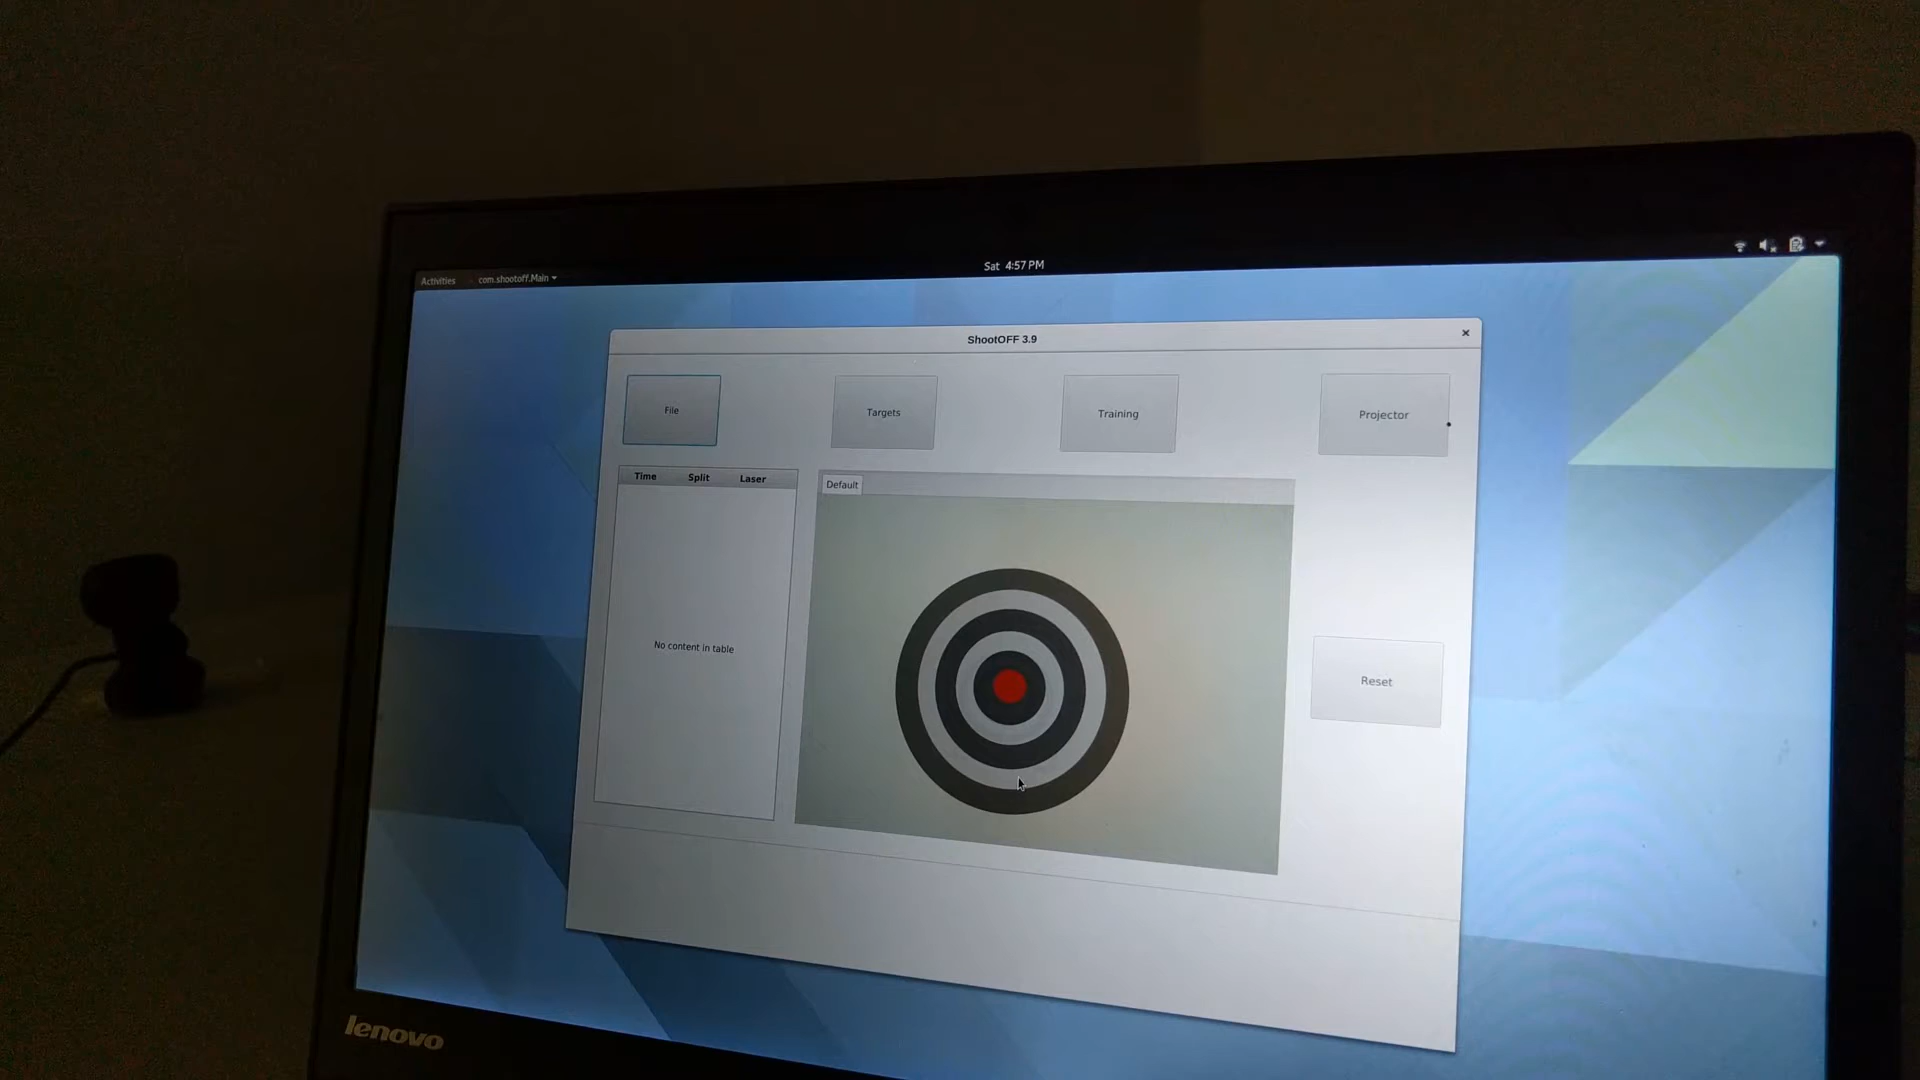 Sat 4:57 PM
Activities com.shootoff.Main
ShootOFF 3.9
File Targets Training Projector
Time Split Laser
Default
No content in table
Reset
lenovo